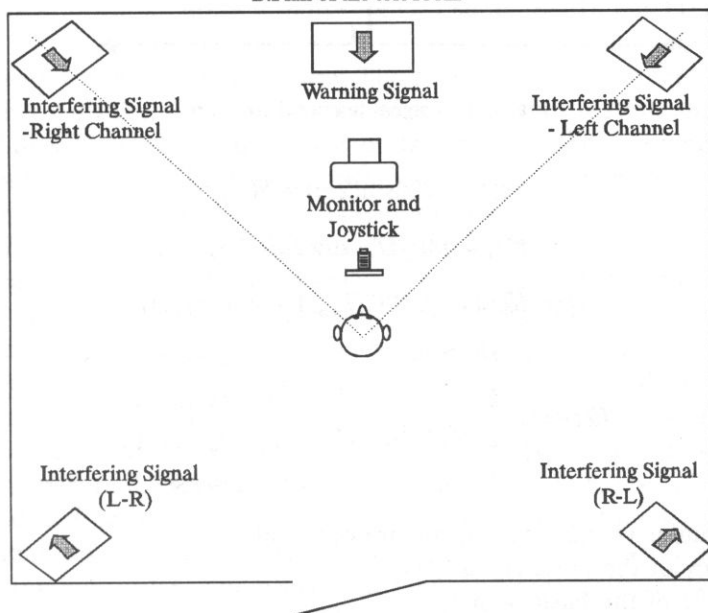 Interfering Signal
-Right Channel
Warning Signal
Interfering Signal
- Left Channel
Monitor and
Joystick
Interfering Signal
(L-R)
Interfering Signal
(R-L)